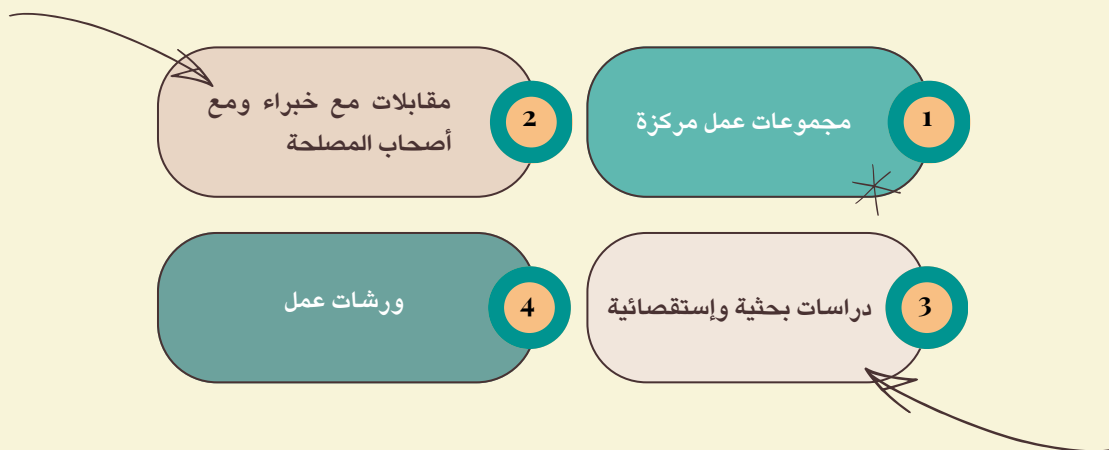 1
مجموعات عمل مركزة
2
مقابلات مع خبراء ومع
أصحاب المصلحة
3
دراسات بحثية وإستقصائية
4
ورشات عمل